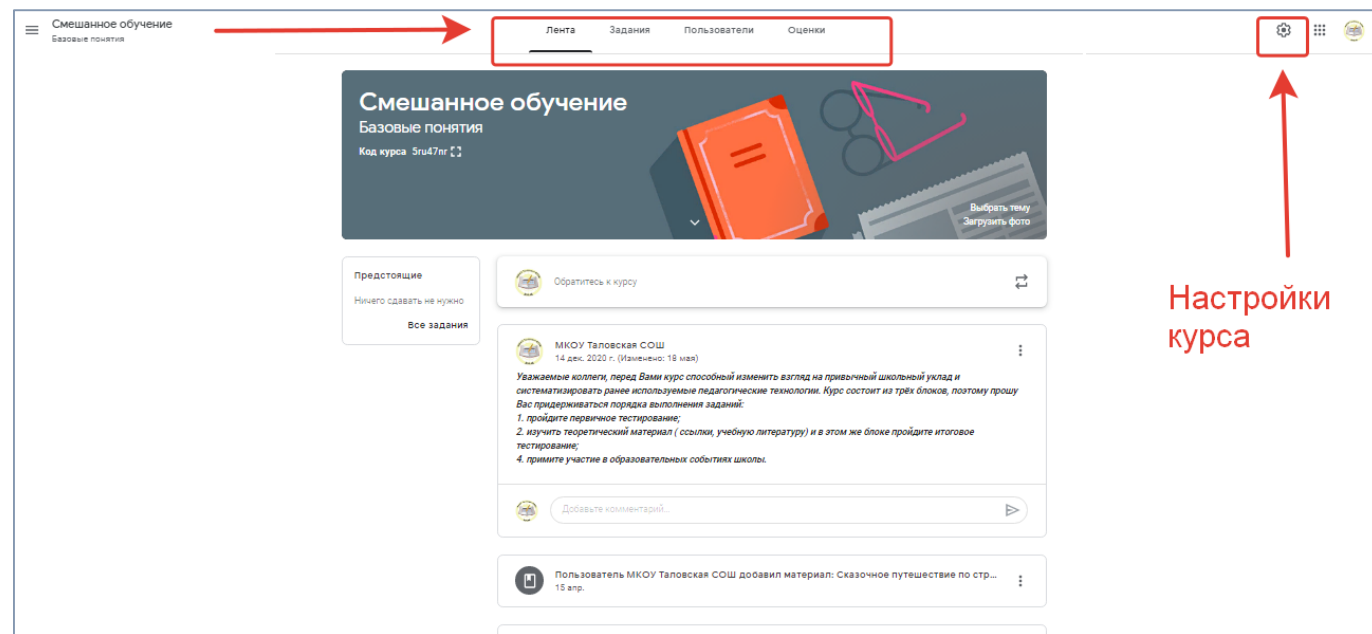 Смешанное обучение
Базовые понятия
Лента Задания Пользователи Оценки
Смешанное обучение
Базовые понятия
Код курса 5ru47nr
Выбрать тему
Загрузить фото
Предстоящие
Ничего сдавать не нужно
Все задания
Обратитесь к курсу
Настройки
курса
МКОУ Таловская СОШ
14 дек. 2020 г. (Изменено: 18 мая)
Уважаемые коллеги, перед Вами курс способный изменить взгляд на привычный школьный уклад и
систематизировать ранее используемые педагогические технологии. Курс состоит из трёх блоков, поэтому прошу
Вас придерживаться порядка выполнения заданий:
1. пройдите первичное тестирование;
2. изучить теоретический материал ( ссылки, учебную литературу) и в этом же блоке пройдите итоговое
тестирование;
4. примите участие в образовательных событиях школы.
Добавьте комментарий...
Пользователь МКОУ Таловская СОШ добавил материал: Сказочное путешествие по стр...
15 апр.